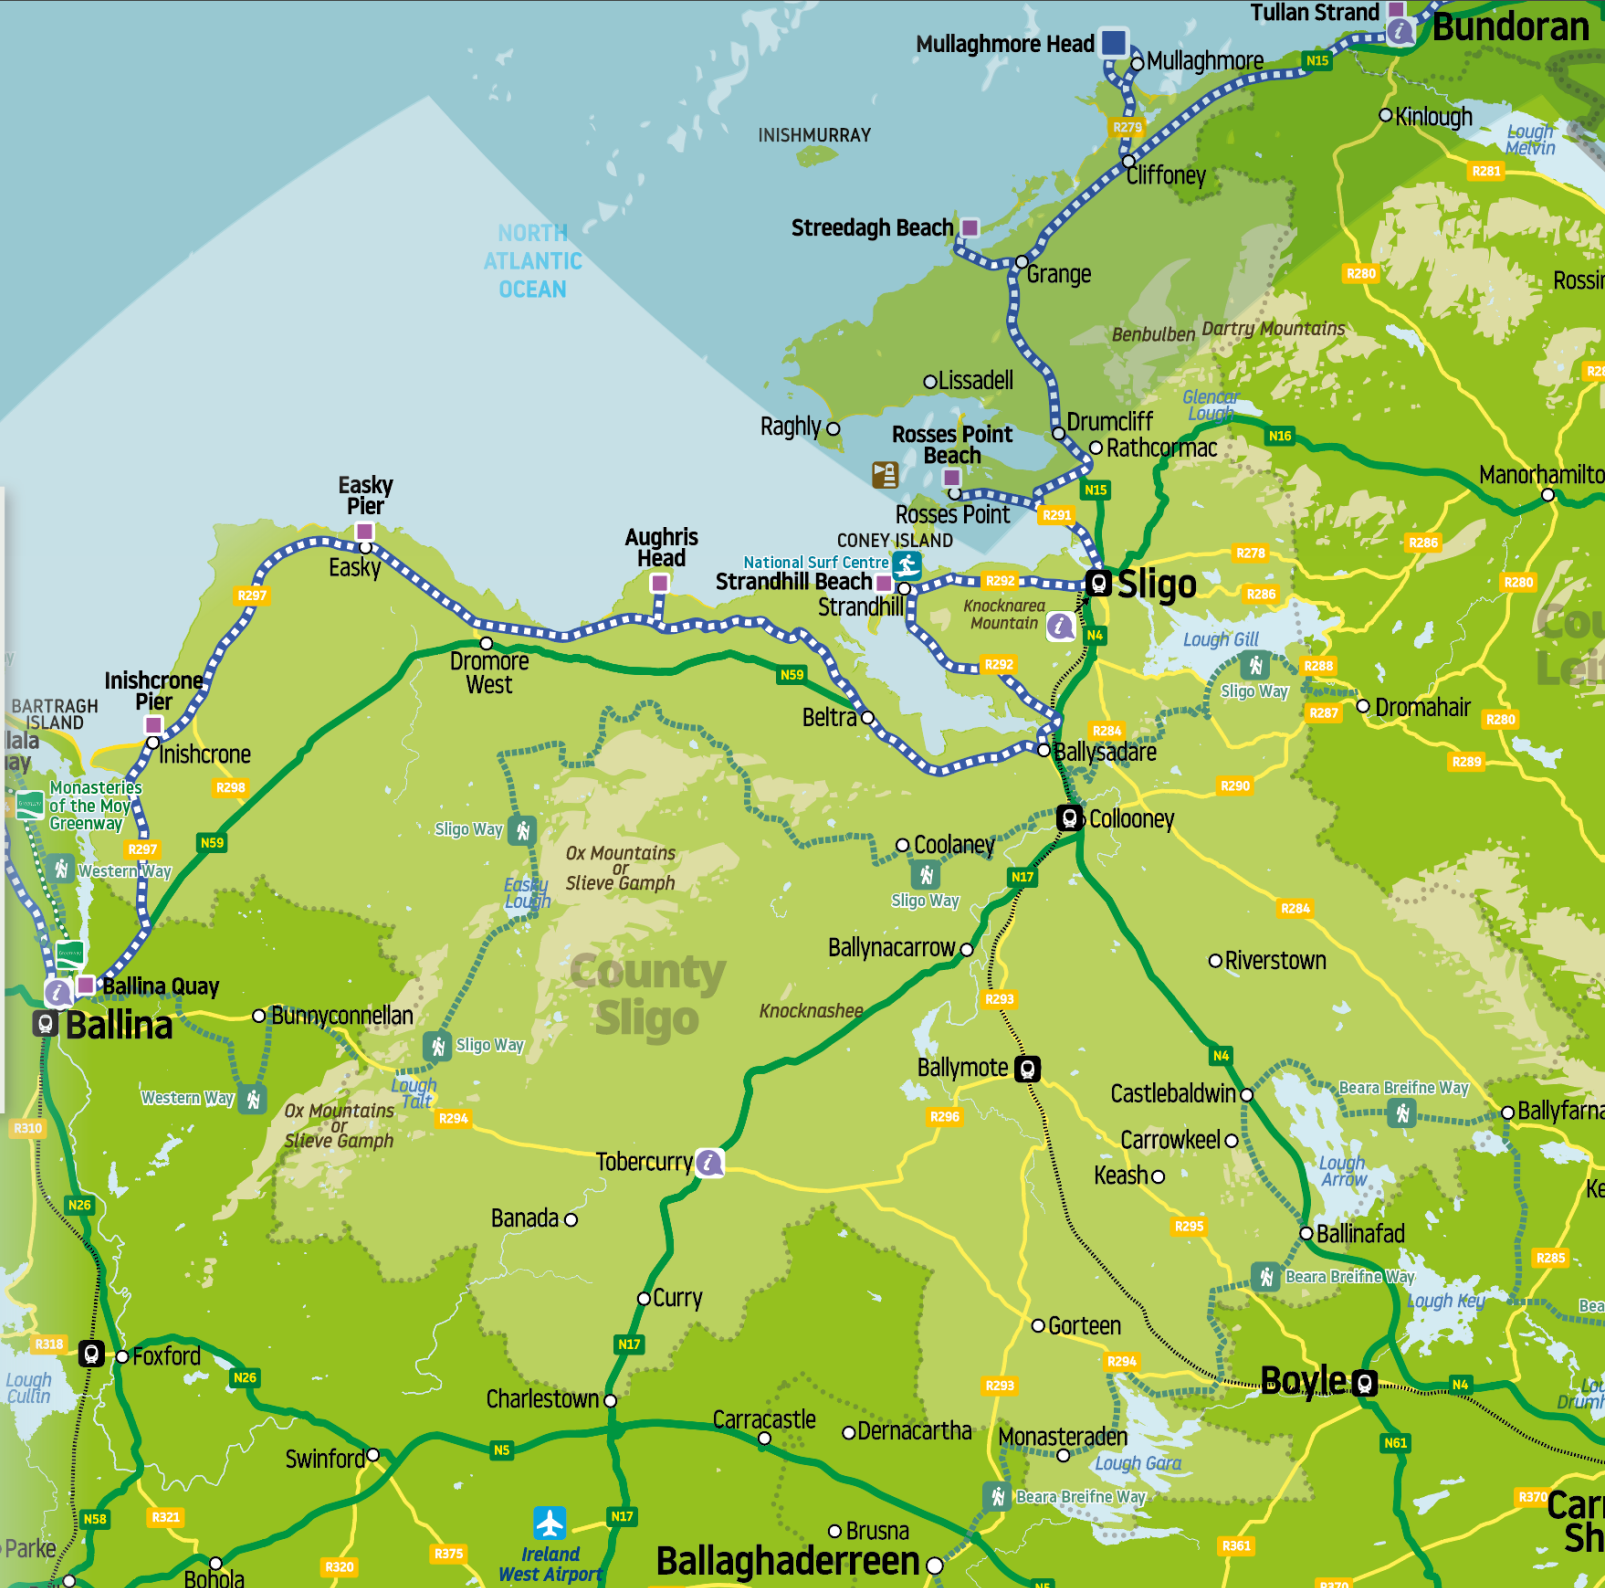 Tullan Strand
Bundoran
Mullaghmore Head
Mullaghmore
N15
R279
Kinlough
Lough
Melvin
INISHMURRAY
Cliffoney
R281
Streedagh Beach
NORTH
ATLANTIC
OCEAN
Grange
R280
Benbulben
Dartry Mountains
Lissadell
Glencar
Lough
Raghly
Drumcliff
Rosses Point
Beach
Rathcormac
N16
Manorhamilto
Easky
Pier
N15
Rosses Point
R291
Aughris
Head
CONEY ISLAND
National Surf Centre
Strandhill Beach
Strandhill
R292
Sligo
R278
R286
R286
R280
Easky
R297
Knocknarea
Mountain
N4
Lough Gill
Dromore
West
N59
R292
Sligo Way
R288
R287
Dromahair
R280
Inishcrone
Pier
BARTRAGH
ISLAND
Beltra
R284
Ballysadare
Inishcrone
R289
R298
R290
Monasteries
of the Moy
Greenway
Collooney
Sligo Way
N59
R297
Coolaney
Ox Mountains
or
Slieve Gamph
Western Way
N17
Easky
Lough
Sligo Way
R284
Ballynacarrow
Riverstown
County
Sligo
Ballina Quay
R293
Knocknashee
Bunnyconnellan
Ballina
Sligo Way
N4
Ballymote
Lough
Talt
Castlebaldwin
Beara Breifne Way
Western Way
Ox Mountains
or
Slieve Gamph
R294
R296
Ballyfarna
R310
Carrowkeel
Tobercurry
Keash
Lough
Arrow
N26
Banada
R295
Ballinafad
R285
Beara Breifne Way
Curry
Lough Key
Gorteen
N17
R318
Foxford
R294
Lough
Cullin
N26
Boyle
R293
N4
Charlestown
Carracastle
Dernacartha
Monasteraden
N61
N5
Swinford
Lough Gara
Beara Breifne Way
R370
N58
R321
N17
Brusna
Parke
Ireland
West Airport
R375
R320
Ballaghaderreen
R361
Bohola
N5
R370